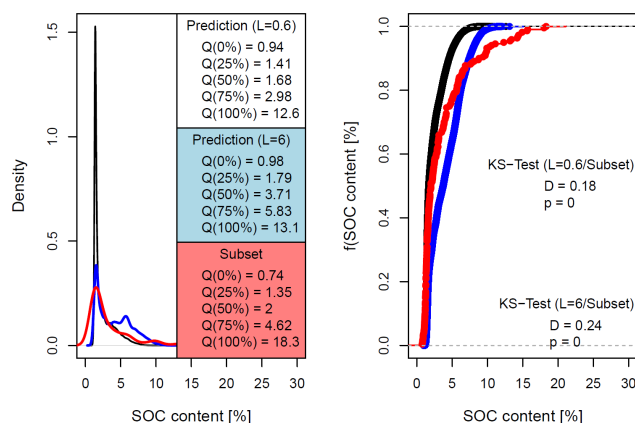 Prediction (L=0.6)
Q(0%) = 0.94
Q(25%) = 1.41
Q(50%) = 1.68
Q(75%) = 2.98
Q(100%) = 12.6
Prediction (L=6)
Q(0%) = 0.98
Q(25%) = 1.79
Q(50%) = 3.71
Q(75%) = 5.83
Q(100%) = 13.1
Subset
Q(0%) = 0.74
Q(25%) = 1.35
Q(50%) = 2
Q(75%) = 4.62
Q(100%) = 18.3
Density
0.0 0.5 1.0 1.5
0 5 10 15 20 25 30
SOC content [%]
f(SOC content [%]
0.0 0.2 0.4 0.6 0.8 1.0
KS−Test (L=0.6/Subset)
D = 0.18
p = 0
KS−Test (L=6/Subset)
D = 0.24
p = 0
0 5 10 15 20 25 30
SOC content [%]